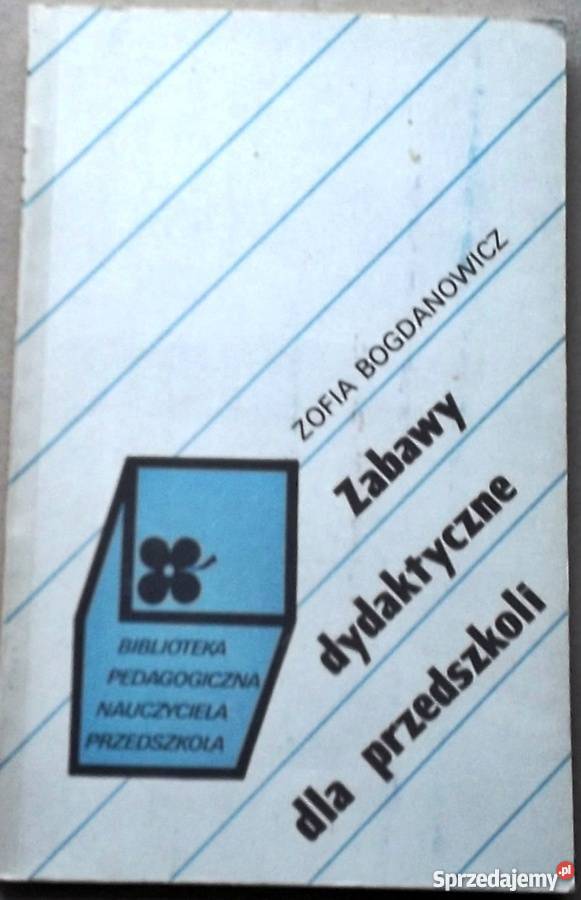 ZOFIA BOGDANOWICZ
Zabawy
dydaktyczne
dla przedszkoli
BIBLIOTEKA
PEDAGOGICZNA
NAUCZYCIELA
PRZEDSZKOLA
Sprzedajemy.pl